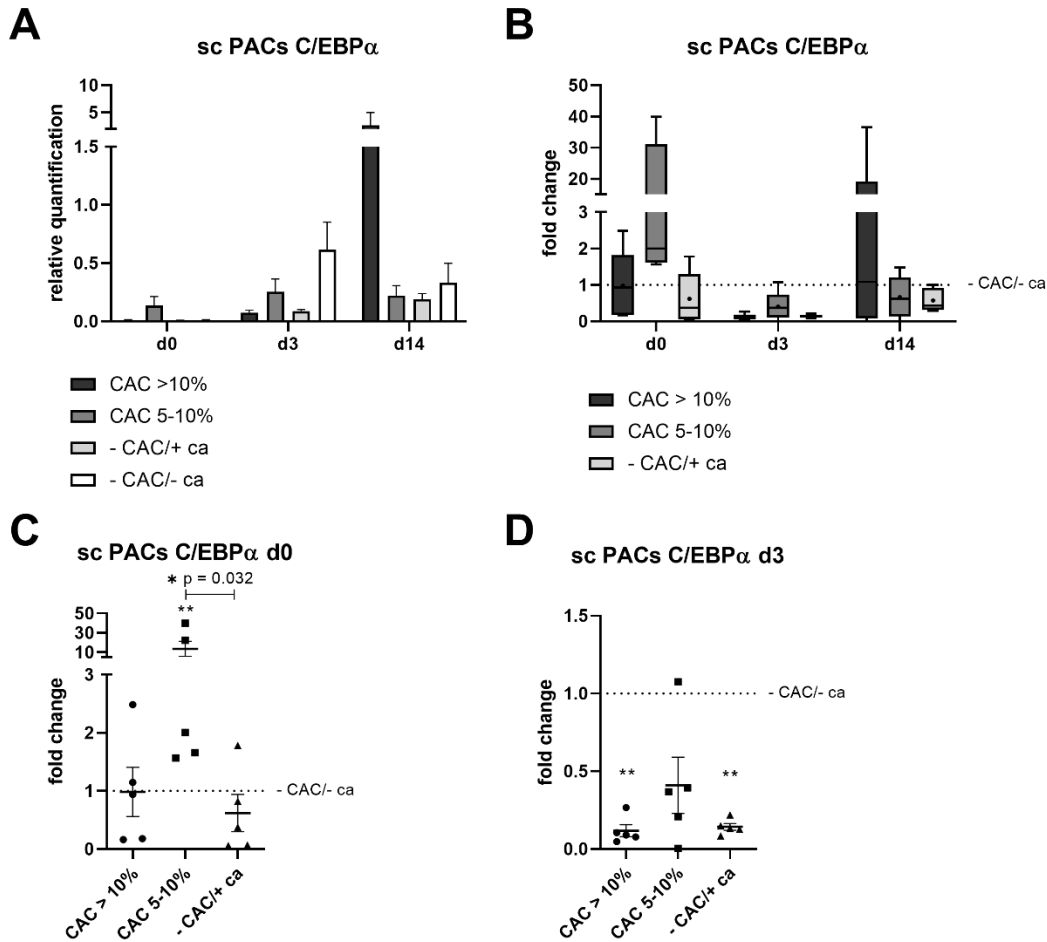 A
sc PACs C/EBPα
relative quantification
10
5
1.5
1.0
0.5
0.0
d0
d3
d14
CAC >10%
CAC 5-10%
- CAC/+ ca
- CAC/- ca
B
sc PACs C/EBPα
fold change
50
40
30
20
10
3
2
1
0
- CAC/- ca
d0
d3
d14
CAC > 10%
CAC 5-10%
- CAC/+ ca
C
sc PACs C/EBPα d0
* p = 0.032
**
fold change
50
30
10
3
2
1
0
- CAC/- ca
CAC > 10%
CAC 5-10%
- CAC/+ ca
D
sc PACs C/EBPα d3
fold change
1.5
1.0
0.5
0.0
- CAC/- ca
**
**
CAC > 10%
CAC 5-10%
- CAC/+ ca